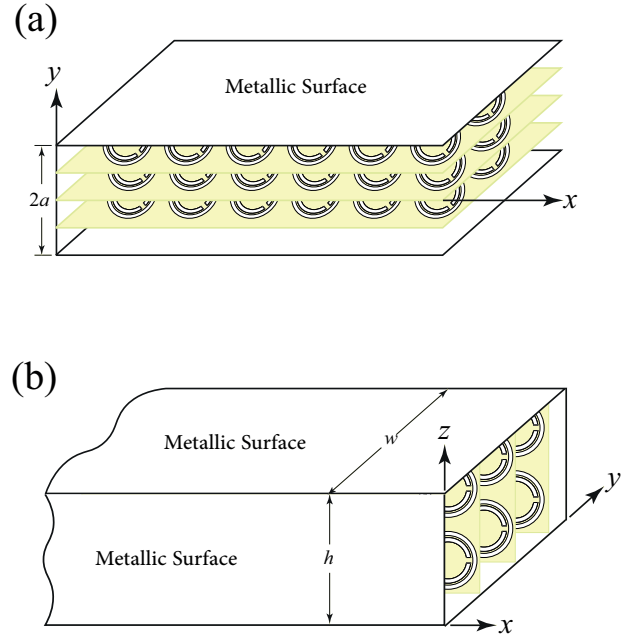 (a)
y
Metallic Surface
2a
x
(b)
Metallic Surface
w
z
Metallic Surface
h
y
x